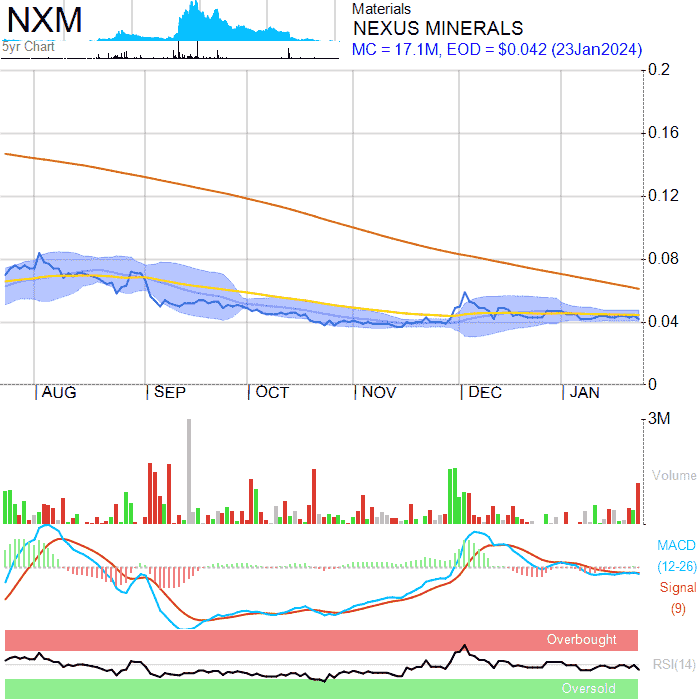 NXM
5yr Chart
Materials
NEXUS MINERALS
MC = 17.1M, EOD = $0.042 (23Jan2024)
0.2
0.16
0.12
0.08
0.04
0
AUG SEP OCT NOV DEC JAN
3M
Volume
MACD
(12-26)
Signal
(9)
Overbought
RSI(14)
Oversold